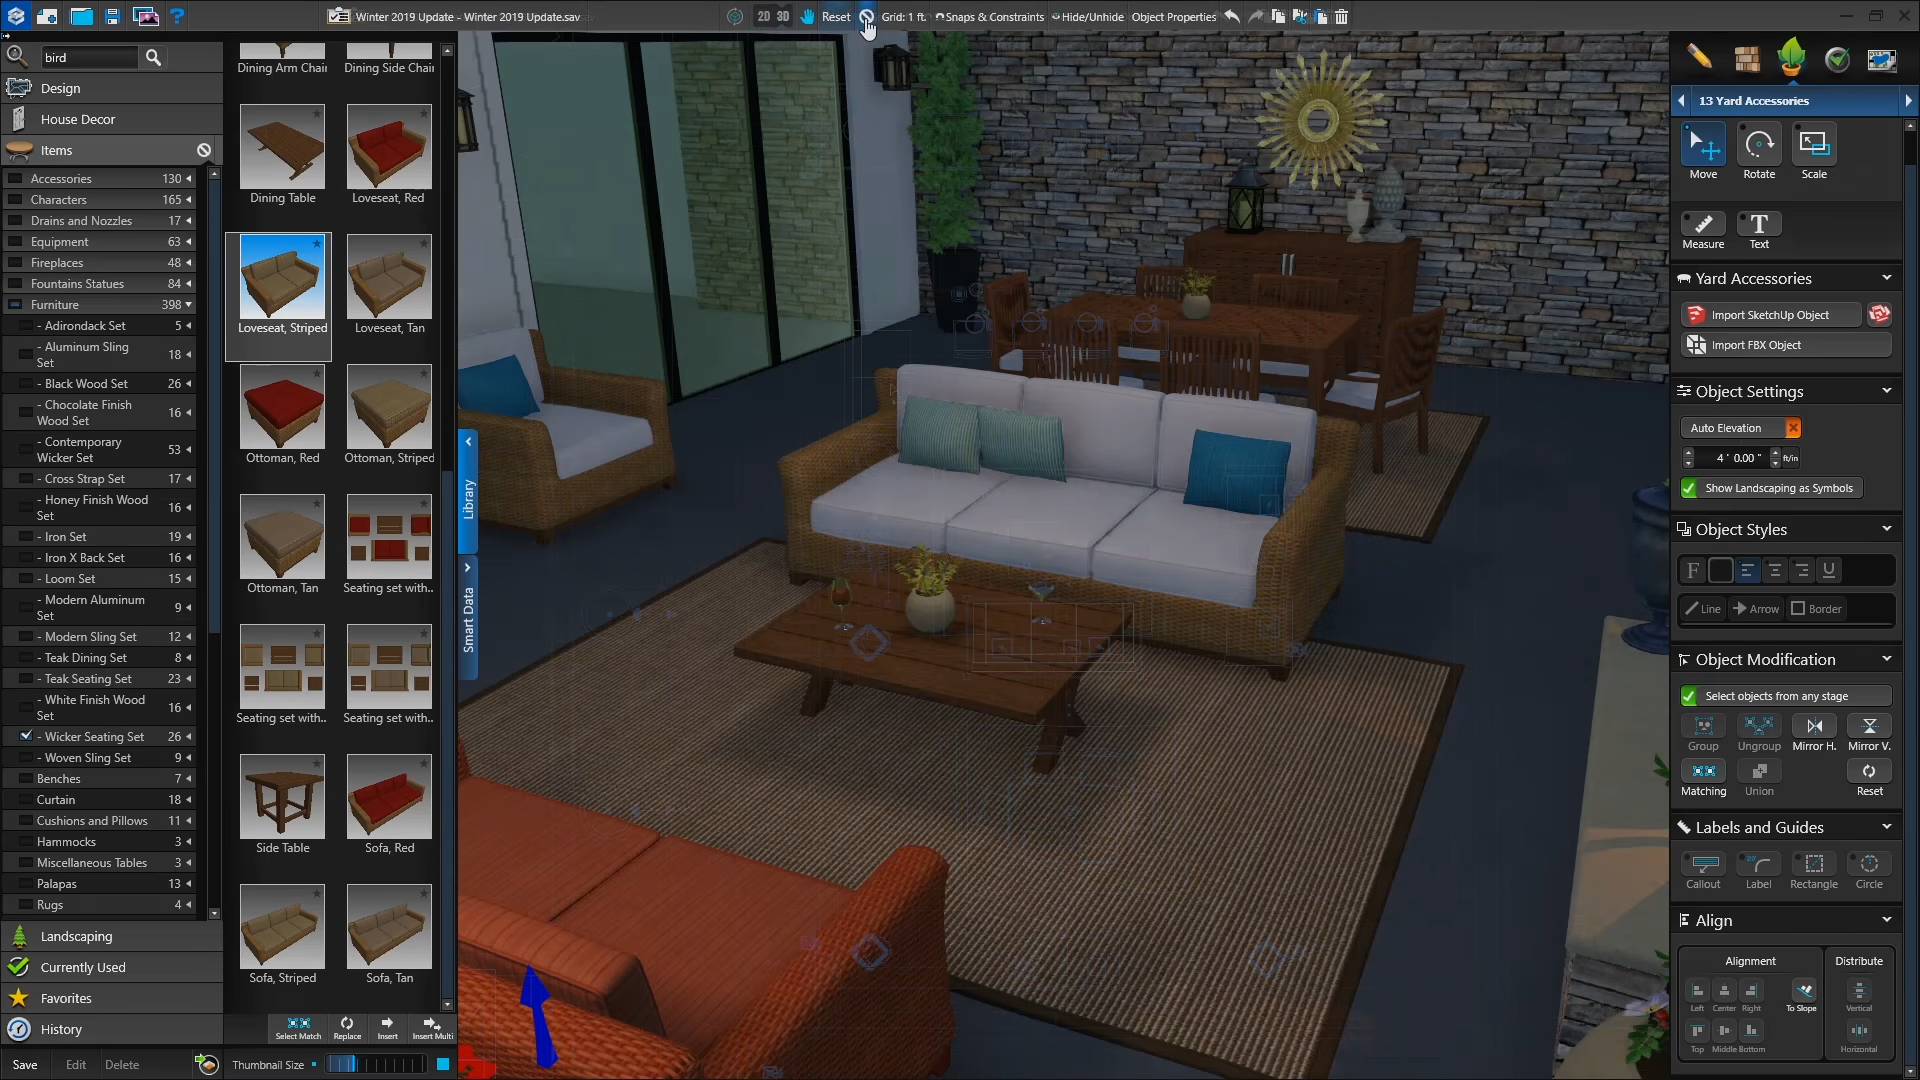 Winter 2019 Update - Winter 2019 Update.sav
2D 3D
Reset
Grid: 1 ft.
Snaps & Constraints
Hide/Unhide
Object Properties
bird
Design
House Decor
Items
Accessories 130
Characters 165
Drains and Nozzles 17
Equipment 63
Fireplaces 48
Fountains Statues 84
Furniture 398
- Adirondack Set 5
- Aluminum Sling
Set 18
- Black Wood Set 26
- Chocolate Finish
Wood Set 16
- Contemporary
Wicker Set 53
- Cross Strap Set 17
- Honey Finish Wood
Set 16
- Iron Set 19
- Iron X Back Set 16
- Loom Set 15
- Modern Aluminum
Set 9
- Modern Sling Set 12
- Teak Dining Set 8
- Teak Seating Set 23
- White Finish Wood
Set 16
- Wicker Seating Set 26
- Woven Sling Set 9
Benches 7
Curtain 18
Cushions and Pillows 11
Hammocks 3
Miscellaneous Tables 3
Palapas 13
Rugs 4
Landscaping
Currently Used
Favorites
History
Save Edit Delete
Dining Arm Chair Dining Side Chair
Dining Table Loveseat, Red
Loveseat, Striped Loveseat, Tan
Ottoman, Red Ottoman, Striped
Ottoman, Tan Seating set with..
Seating set with.. Seating set with..
Side Table Sofa, Red
Sofa, Striped Sofa, Tan
Select Match Replace Insert Insert Multi
Thumbnail Size
Library
Smart Data
13 Yard Accessories
Move Rotate Scale
Measure Text
Yard Accessories
Import SketchUp Object
Import FBX Object
Object Settings
Auto Elevation
4 ' 0.00 " ft/in
Show Landscaping as Symbols
Object Styles
F U
Line Arrow Border
Object Modification
Select objects from any stage
Group Ungroup Mirror H. Mirror V.
Matching Union Reset
Labels and Guides
Callout Label Rectangle Circle
Align
Alignment Distribute
Left Center Right To Slope Vertical
Top Middle Bottom Horizontal